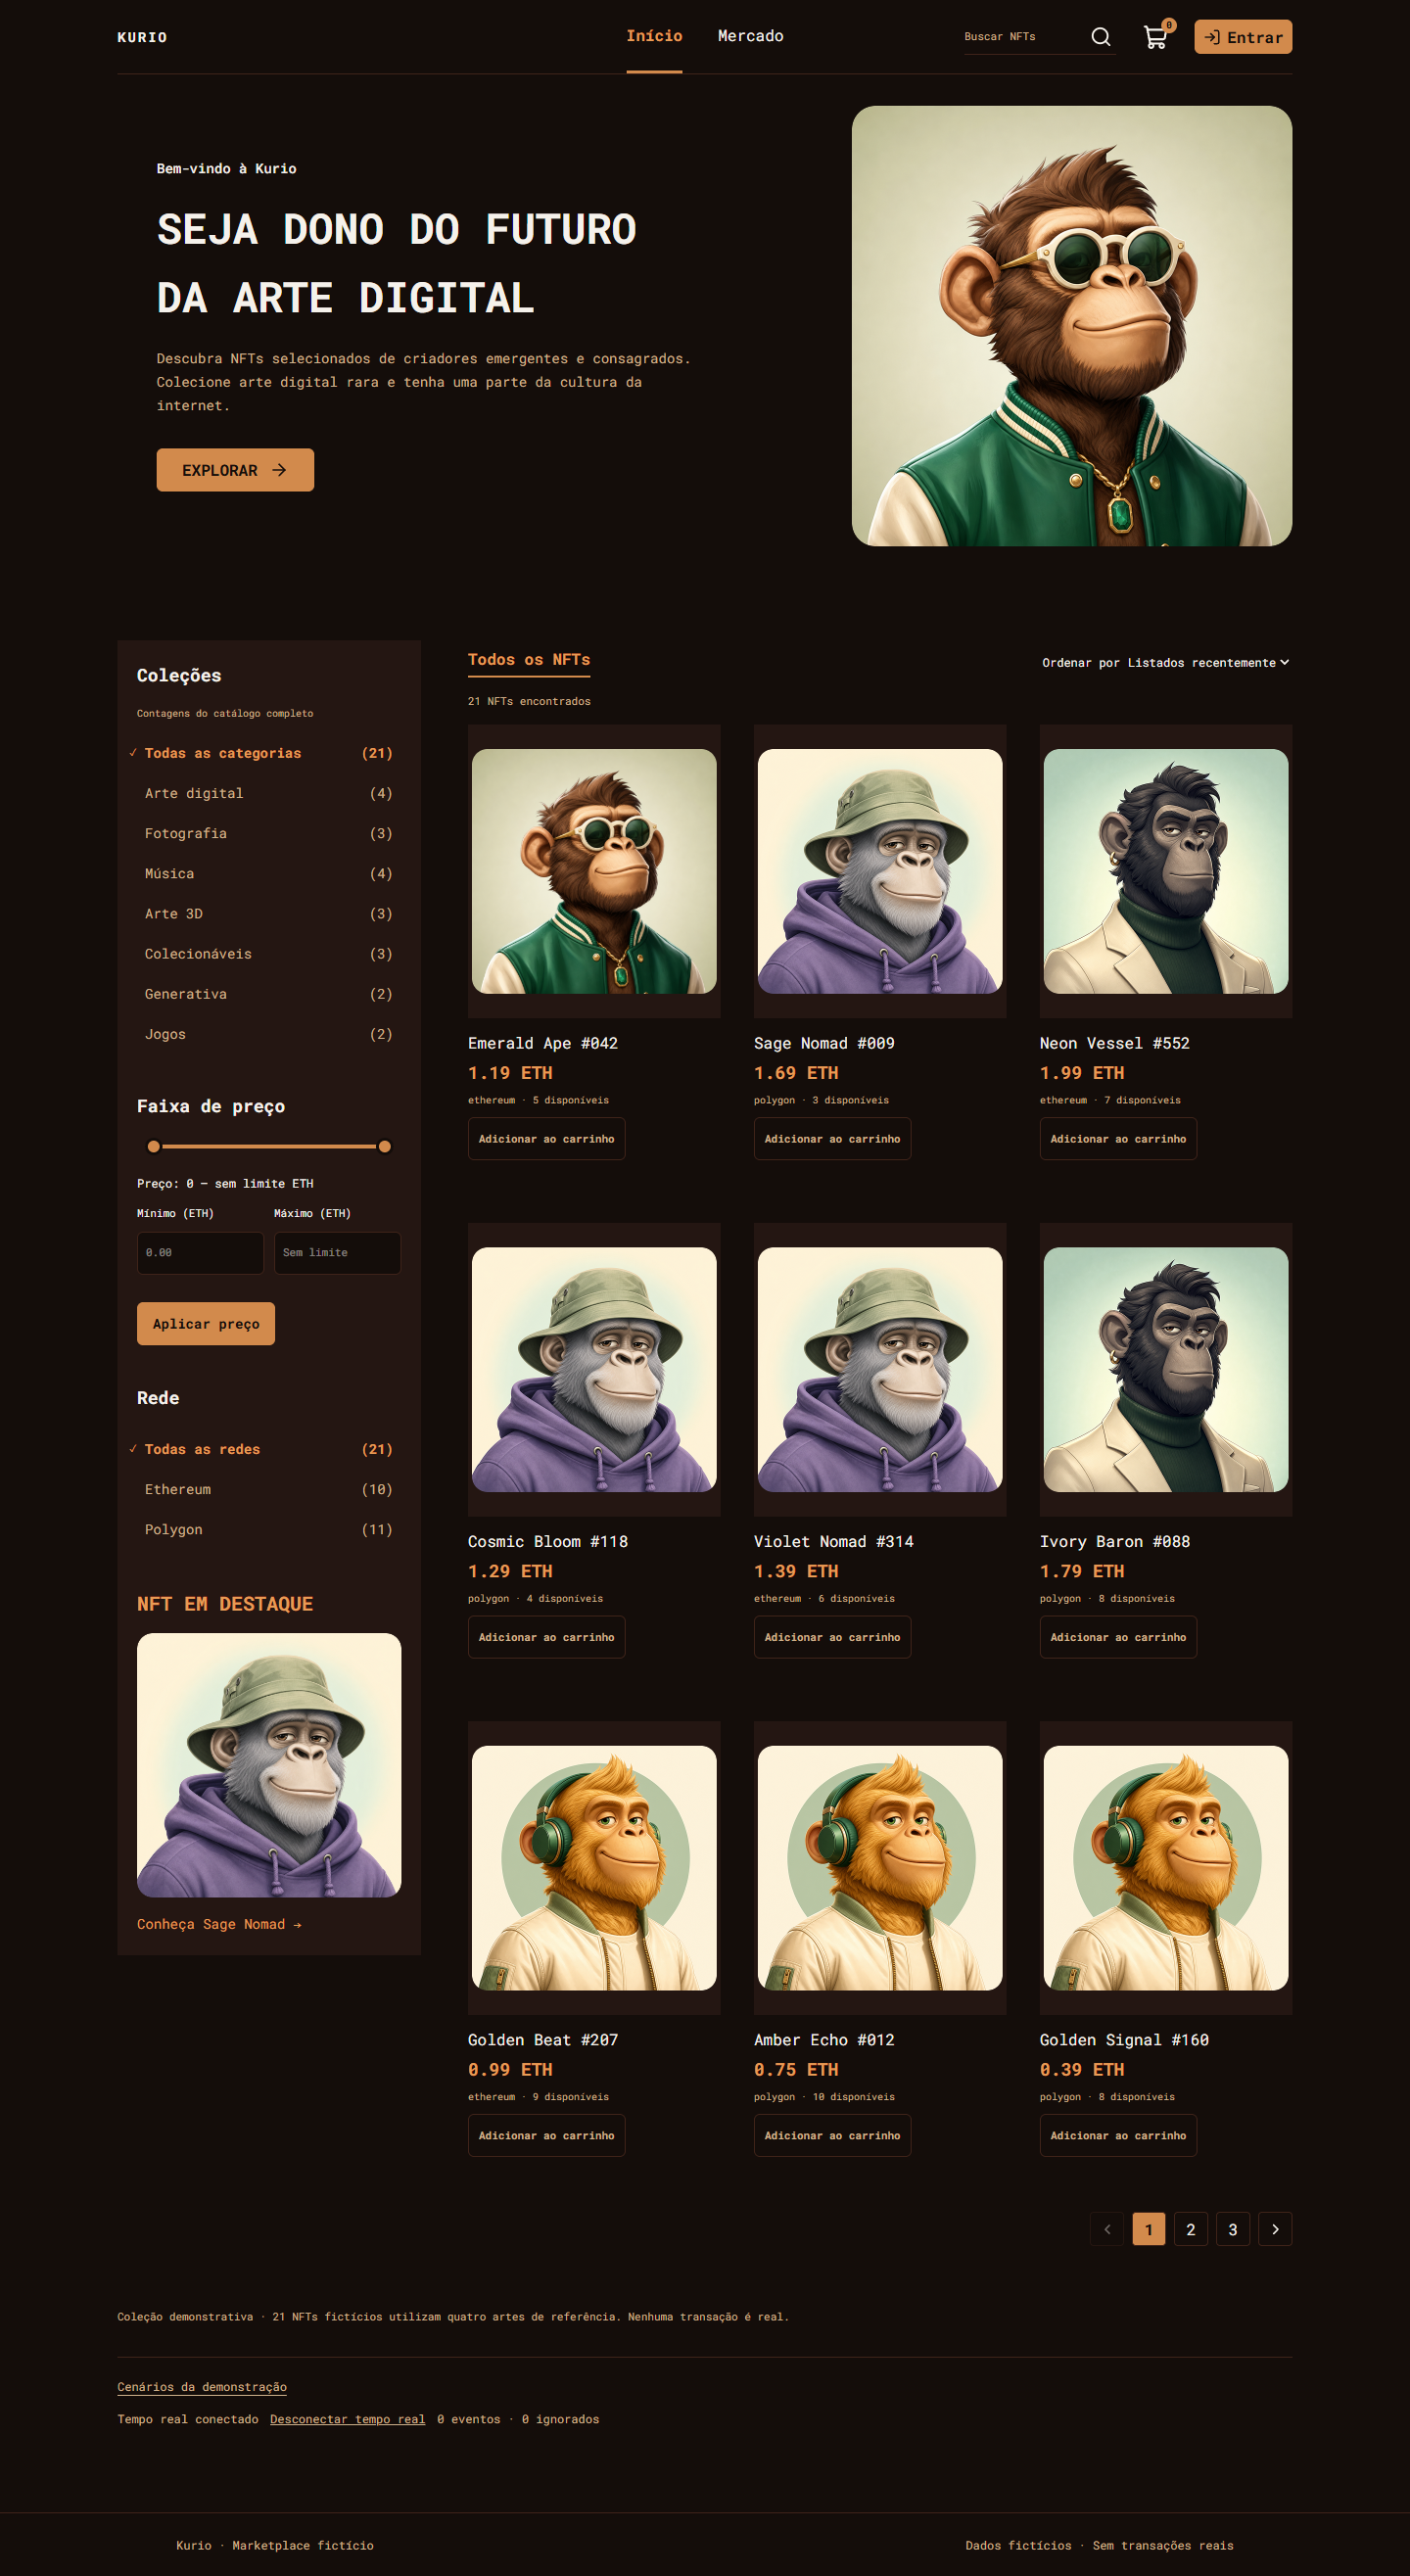 KURIO
Início
Mercado
Buscar NFTs
0
Entrar
Bem-vindo à Kurio
SEJA DONO DO FUTURO
DA ARTE DIGITAL
Descubra NFTs selecionados de criadores emergentes e consagrados.
Colecione arte digital rara e tenha uma parte da cultura da
internet.
EXPLORAR →
Coleções
Contagens do catálogo completo
✓ Todas as categorias (21)
Arte digital (4)
Fotografia (3)
Música (4)
Arte 3D (3)
Colecionáveis (3)
Generativa (2)
Jogos (2)
Faixa de preço
Preço: 0 — sem limite ETH
Mínimo (ETH) Máximo (ETH)
0.00 Sem limite
Aplicar preço
Rede
✓ Todas as redes (21)
Ethereum (10)
Polygon (11)
NFT EM DESTAQUE
Conheça Sage Nomad →
Todos os NFTs
Ordenar por Listados recentemente
21 NFTs encontrados
Emerald Ape #042
1.19 ETH
ethereum · 5 disponíveis
Adicionar ao carrinho
Sage Nomad #009
1.69 ETH
polygon · 3 disponíveis
Adicionar ao carrinho
Neon Vessel #552
1.99 ETH
ethereum · 7 disponíveis
Adicionar ao carrinho
Cosmic Bloom #118
1.29 ETH
polygon · 4 disponíveis
Adicionar ao carrinho
Violet Nomad #314
1.39 ETH
ethereum · 6 disponíveis
Adicionar ao carrinho
Ivory Baron #088
1.79 ETH
polygon · 8 disponíveis
Adicionar ao carrinho
Golden Beat #207
0.99 ETH
ethereum · 9 disponíveis
Adicionar ao carrinho
Amber Echo #012
0.75 ETH
polygon · 10 disponíveis
Adicionar ao carrinho
Golden Signal #160
0.39 ETH
polygon · 8 disponíveis
Adicionar ao carrinho
1 2 3
Coleção demonstrativa · 21 NFTs fictícios utilizam quatro artes de referência. Nenhuma transação é real.
Cenários da demonstração
Tempo real conectado Desconectar tempo real 0 eventos · 0 ignorados
Kurio · Marketplace fictício
Dados fictícios · Sem transações reais